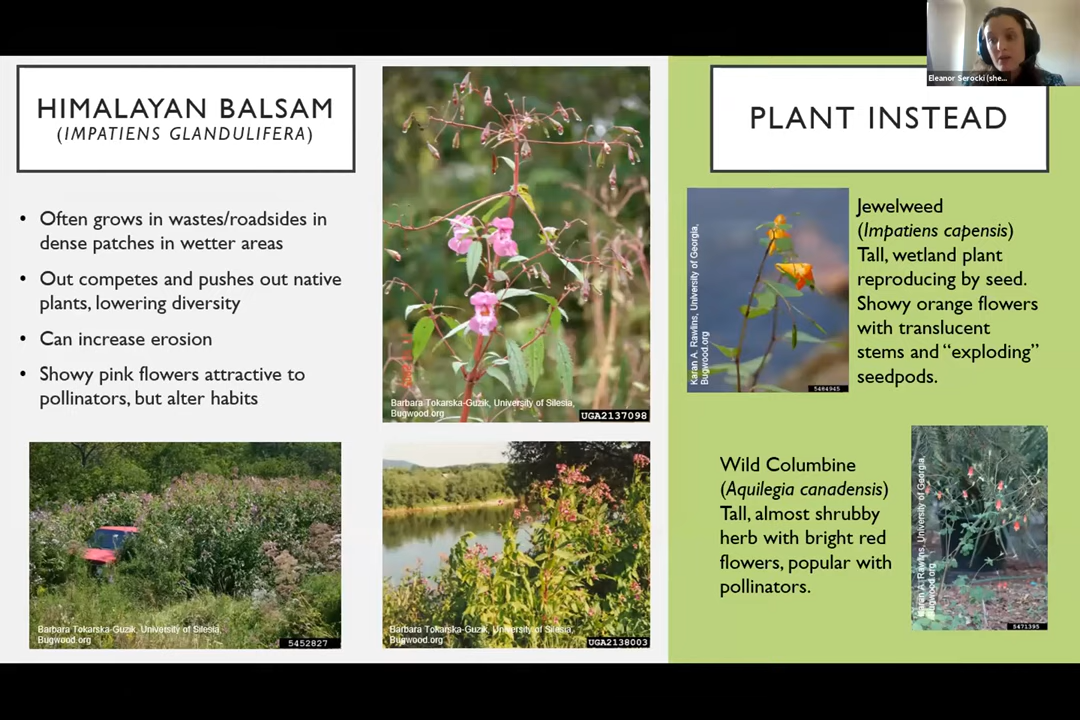 Eleanor Serocki (she...
HIMALAYAN BALSAM
(IMPATIENS GLANDULIFERA)
• Often grows in wastes/roadsides in
dense patches in wetter areas
• Out competes and pushes out native
plants, lowering diversity
• Can increase erosion
• Showy pink flowers attractive to
pollinators, but alter habits
Barbara Tokarska-Guzik, University of Silesia,
Bugwood.org
5452827
Barbara Tokarska-Guzik, University of Silesia,
Bugwood.org
UGA2137098
Barbara Tokarska-Guzik, University of Silesia,
Bugwood.org
UGA2138003
PLANT INSTEAD
Karan A. Rawlins, University of Georgia,
Bugwood.org
5484945
Jewelweed
(Impatiens capensis)
Tall, wetland plant
reproducing by seed.
Showy orange flowers
with translucent
stems and “exploding”
seedpods.
Wild Columbine
(Aquilegia canadensis)
Tall, almost shrubby
herb with bright red
flowers, popular with
pollinators.
Karan A. Rawlins, University of Georgia,
Bugwood.org
5471395